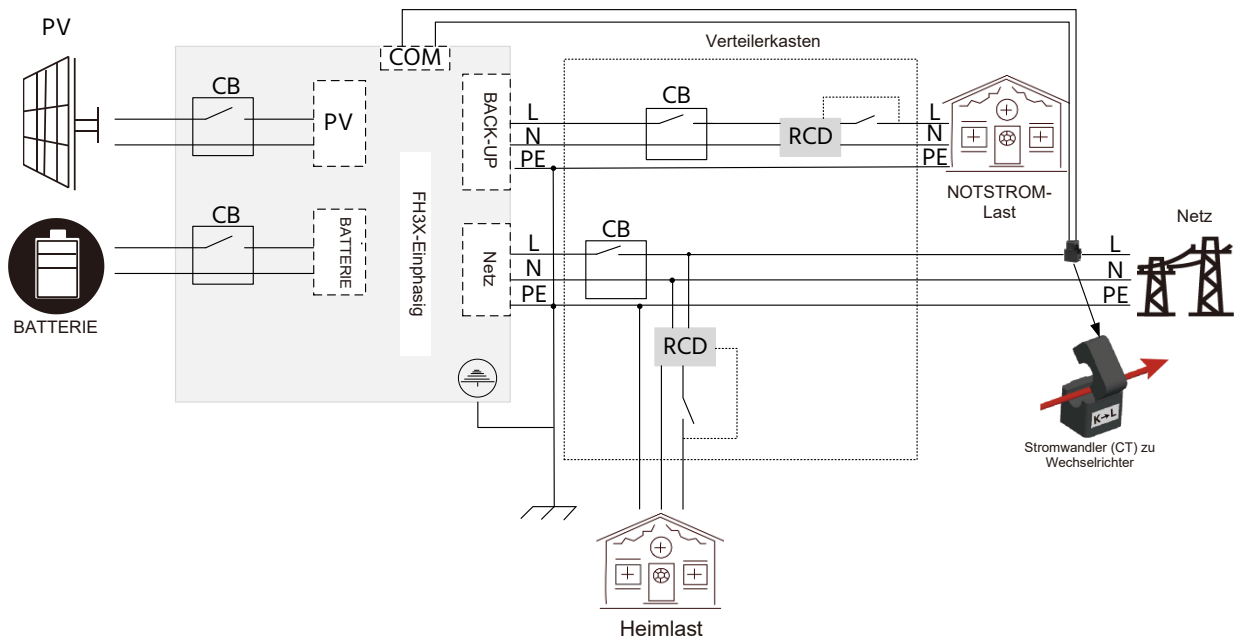 PV
COM
Verteilerkasten
CB
PV
BACK-UP
L
N
PE
CB
RCD
L
N
PE
NOTSTROM-
Last
FH3X-Einphasig
CB
BATTERIE
BATTERIE
Netz
L
N
PE
CB
L
N
PE
Netz
RCD
K→L
Stromwandler (CT) zu
Wechselrichter
Heimlast